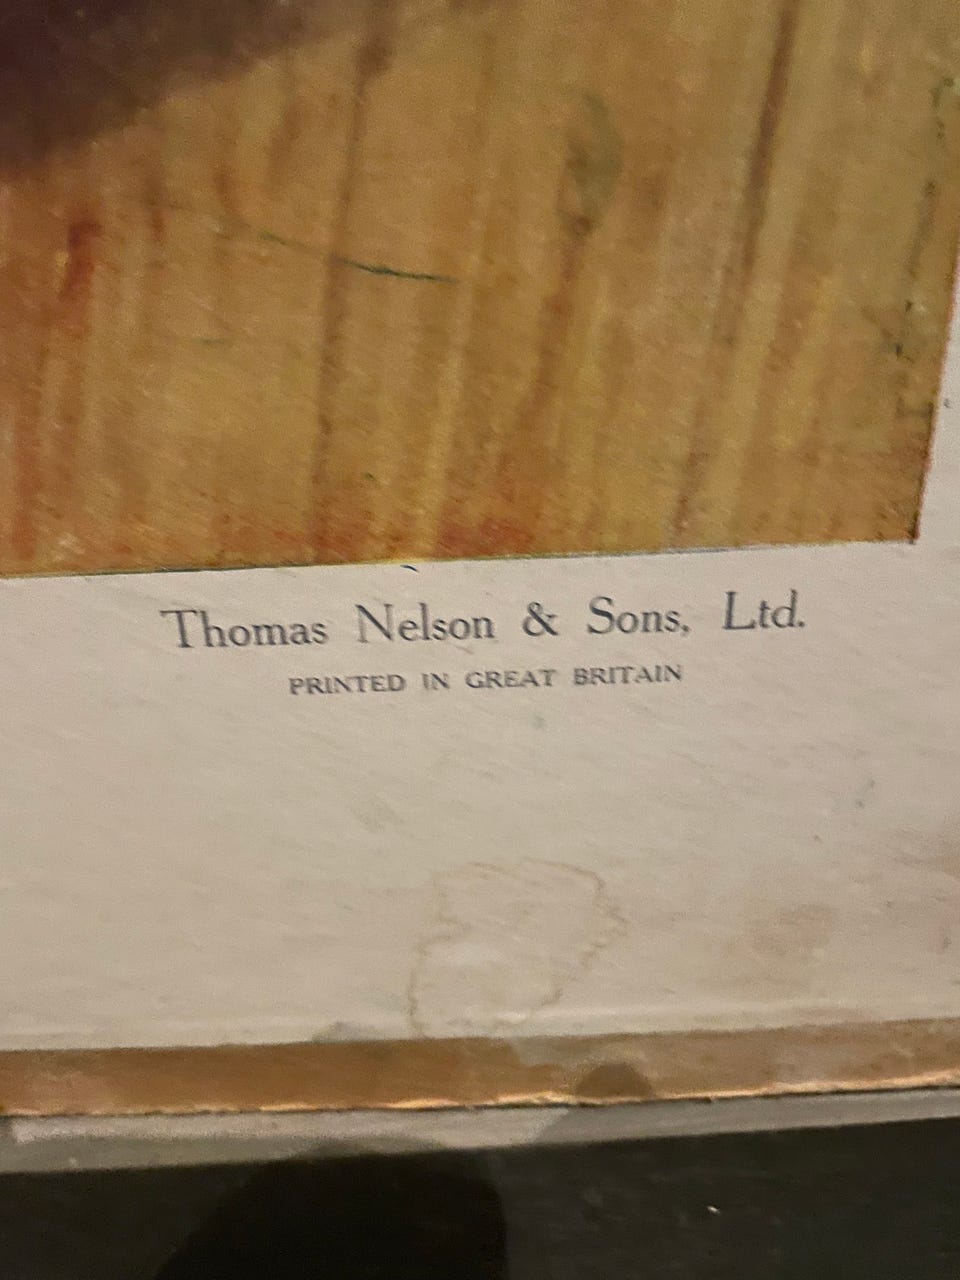 Thomas Nelson & Sons, Ltd.
PRINTED IN GREAT BRITAIN